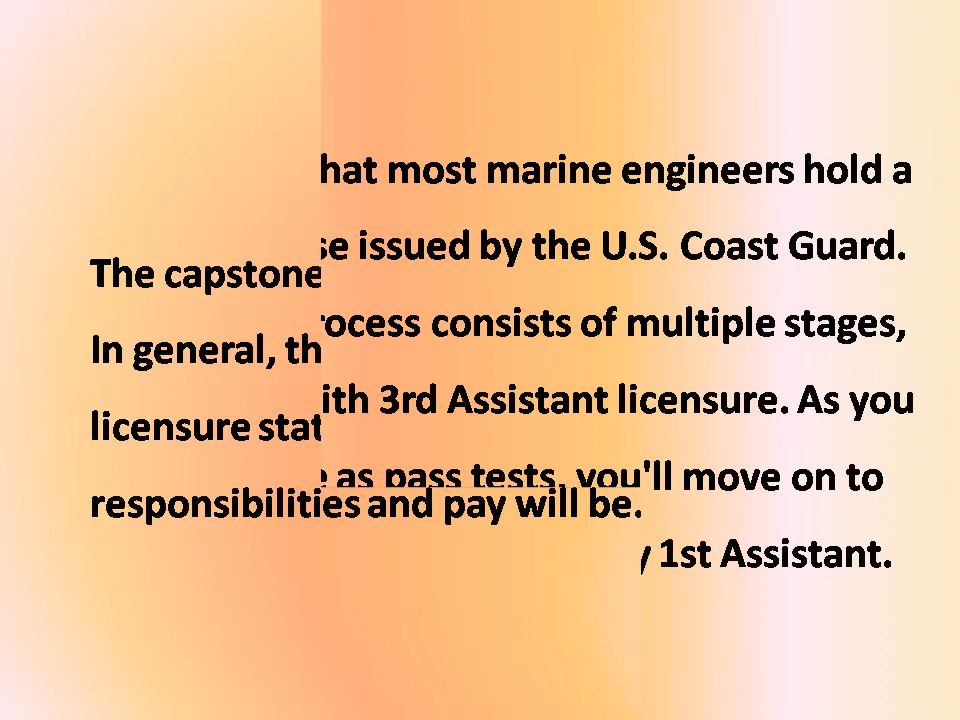 hat most marine engineers hold a
se issued by the U.S. Coast Guard.
The capstone
rocess consists of multiple stages,
In general, th
ith 3rd Assistant licensure. As you
licensure stat
e as pass tests, you'll move on to
responsibilities and pay will be.
y 1st Assistant.